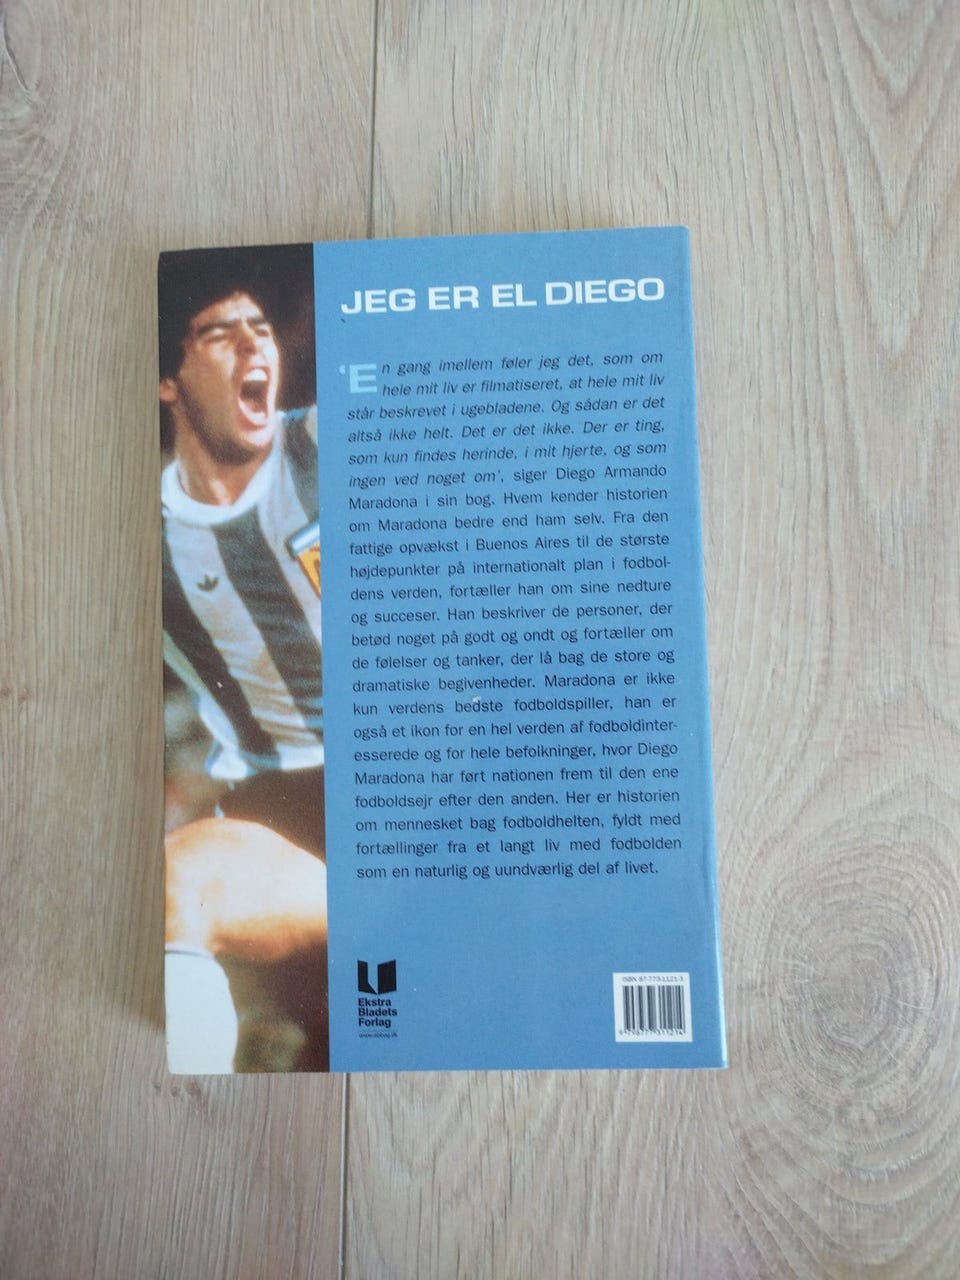 JEG ER EL DIEGO
‘En gang imellem føler jeg det, som om
hele mit liv er filmatiseret, at hele mit liv
står beskrevet i ugebladene. Og sådan er det
altså ikke helt. Det er det ikke. Der er ting,
som kun findes herinde, i mit hjerte, og som
ingen ved noget om’, siger Diego Armando
Maradona i sin bog. Hvem kender historien
om Maradona bedre end ham selv. Fra den
fattige opvækst i Buenos Aires til de største
højdepunkter på internationalt plan i fodbol-
dens verden, fortæller han om sine nedture
og succeser. Han beskriver de personer, der
betød noget på godt og ondt og fortæller om
de følelser og tanker, der lå bag de store og
dramatiske begivenheder. Maradona er ikke
kun verdens bedste fodboldspiller, han er
også et ikon for en hel verden af fodboldinter-
esserede og for hele befolkninger, hvor Diego
Maradona har ført nationen frem til den ene
fodboldsejr efter den anden. Her er historien
om mennesket bag fodboldhelten, fyldt med
fortællinger fra et langt liv med fodbolden
som en naturlig og uundværlig del af livet.
Ekstra
Bladets
Forlag
ISBN 87-7731-121-3
9 788777 311214